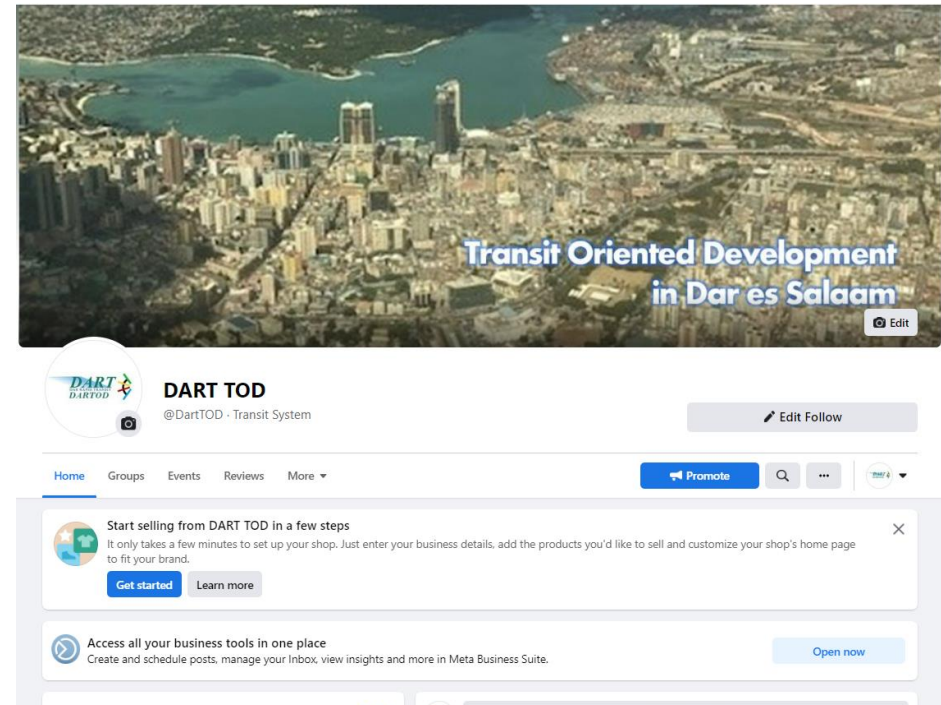 Transit Oriented Development
in Dar es Salaam
Edit
DART
DARTOD
DART TOD
@DartTOD · Transit System
Edit Follow
Home Groups Events Reviews More
Promote
Start selling from DART TOD in a few steps
It only takes a few minutes to set up your shop. Just enter your business details, add the products you'd like to sell and customize your shop's home page
to fit your brand.
Get started Learn more
Access all your business tools in one place
Create and schedule posts, manage your Inbox, view insights and more in Meta Business Suite.
Open now